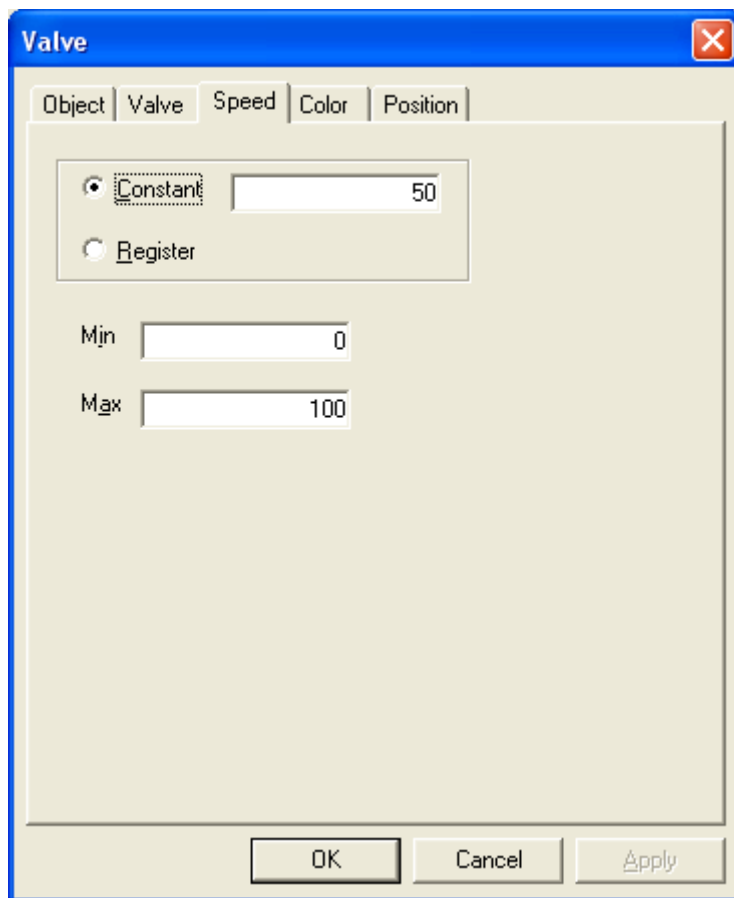 Valve
Object Valve Speed Color Position
Constant 50
Register
Min 0
Max 100
OK Cancel Apply